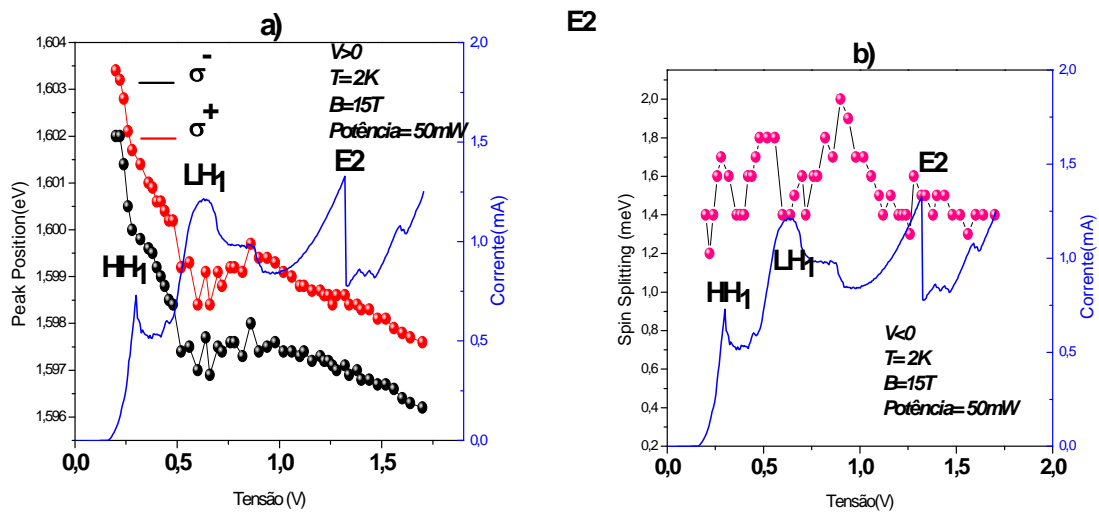 E2
a)
1,604
1,603
1,602
1,601
1,600
1,599
1,598
1,597
1,596
Peak Position(eV)
σ-
σ+
V>0
T=2K
B=15T
Potência=50mW
HH1
LH1
E2
2,0
1,5
1,0
0,5
0,0
Corrente(mA)
0,0 0,5 1,0 1,5
Tensão (V)
b)
2,0
1,8
1,6
1,4
1,2
1,0
0,8
0,6
0,4
0,2
Spin Splitting (meV)
HH1
LH1
E2
V<0
T=2K
B=15T
Potência=50mW
2,0
1,5
1,0
0,5
0,0
Corrente(mA)
0,0 0,5 1,0 1,5 2,0
Tensão(V)